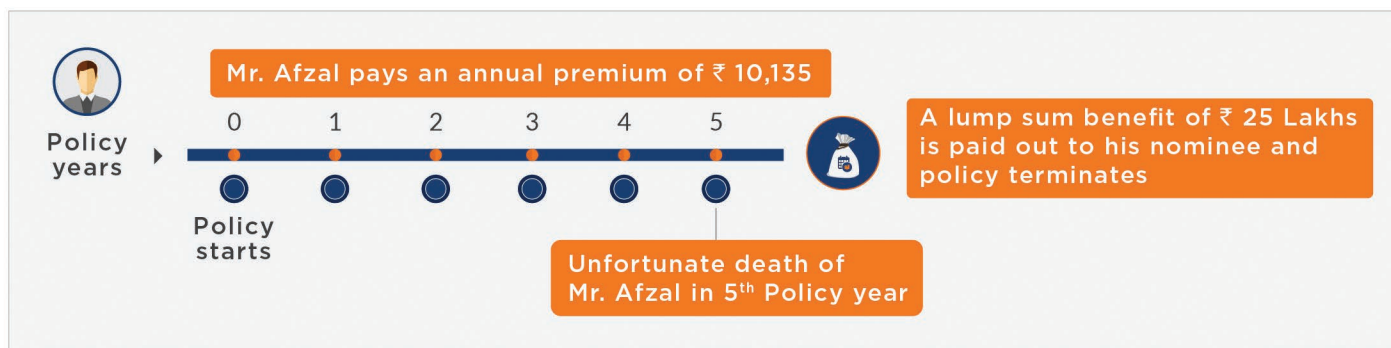 Mr. Afzal pays an annual premium of ₹ 10,135
0 1 2 3 4 5
Policy
years
Policy
starts
A lump sum benefit of ₹ 25 Lakhs
is paid out to his nominee and
policy terminates
Unfortunate death of
Mr. Afzal in 5th Policy year